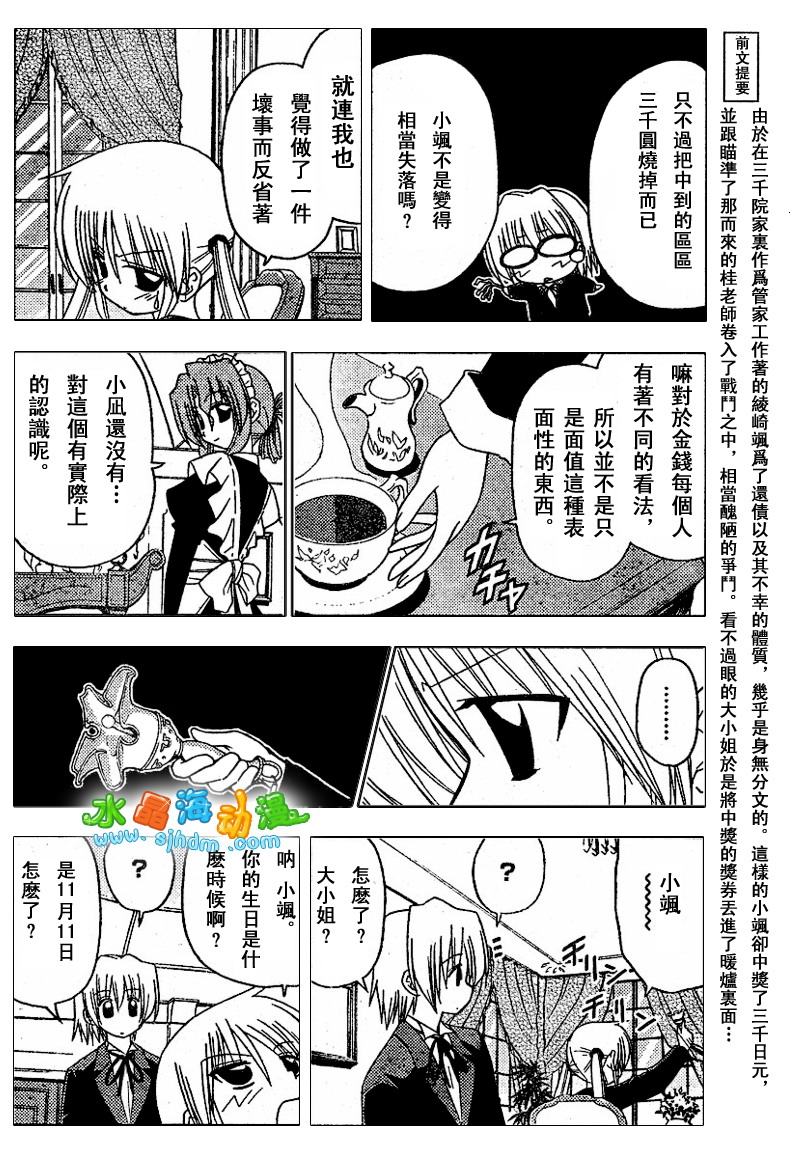 前文提要
由於在三千院家裏作爲管家工作著的綾崎颯爲了還債以及其不幸的體質，幾乎是身無分文的。這樣的小颯卻中獎了三千日元，
並跟瞄準了那而來的桂老師卷入了戰鬥之中，相當醜陋的爭鬥。看不過眼的大小姐於是將中獎的獎券丟進了暖爐裏面…
只不過把中到的區區
三千圓燒掉而已
小颯不是變得
相當失落嗎？
就連我也
覺得做了一件
壞事而反省著
嘛對於金錢每個人
有著不同的看法，
所以並不是只
是面值這種表
面性的東西。
カチャ
小凪還沒有…
對這個有實際上
的認識呢。
………
水晶海动漫
www.sjhdm.com
小颯
チリン
チリン
？
怎麽了？
大小姐？
呐 小颯。
你的生日是什
麽時候啊？
？
是11月11日
怎麽了？